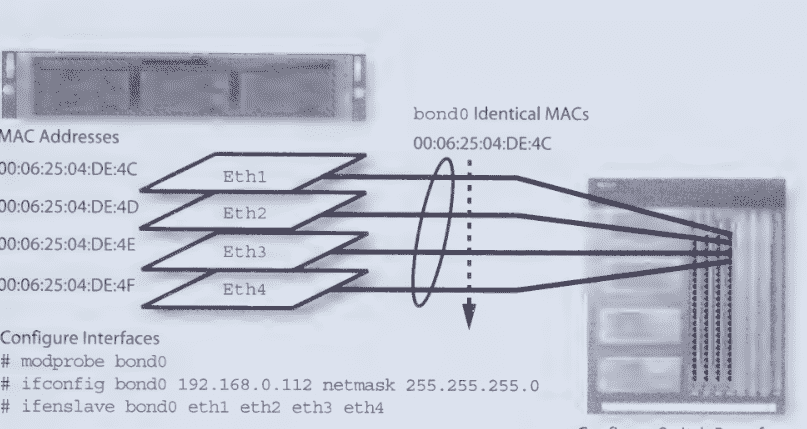 bond0 Identical MACs
MAC Addresses
00:06:25:04:DE:4C
00:06:25:04:DE:4C
Eth1
00:06:25:04:DE:4D
Eth2
00:06:25:04:DE:4E
Eth3
00:06:25:04:DE:4F
Eth4
Configure Interfaces
# modprobe bond0
# ifconfig bond0 192.168.0.112 netmask 255.255.255.0
# ifenslave bond0 eth1 eth2 eth3 eth4